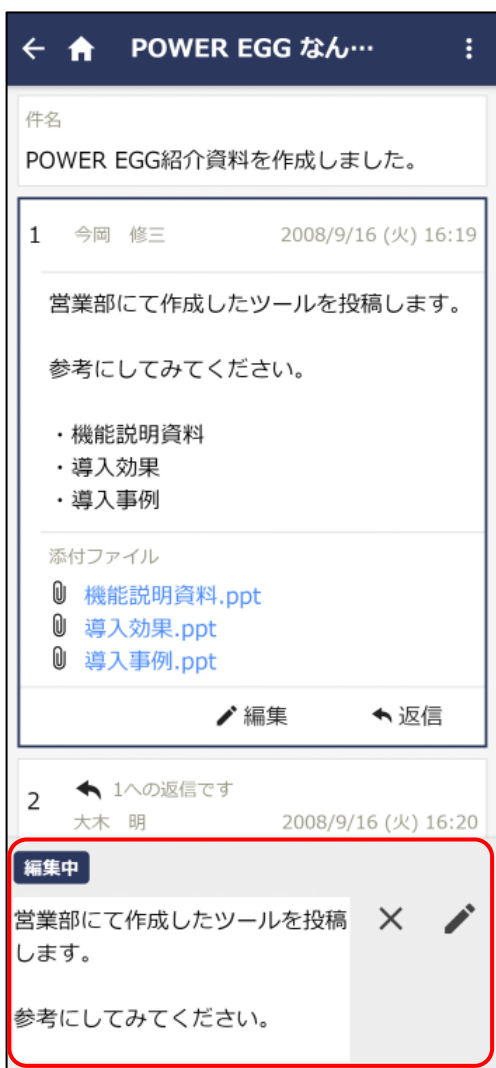 POWER EGG なん…
件名
POWER EGG紹介資料を作成しました。
1 今岡 修三 2008/9/16 (火) 16:19
営業部にて作成したツールを投稿します。
参考にしてみてください。
・機能説明資料
・導入効果
・導入事例
添付ファイル
機能説明資料.ppt
導入効果.ppt
導入事例.ppt
編集 返信
2 1への返信です
大木 明 2008/9/16 (火) 16:20
編集中
営業部にて作成したツールを投稿
します。
参考にしてみてください。